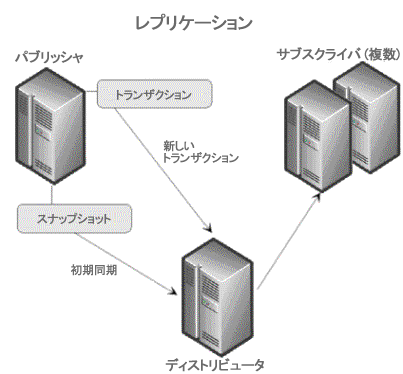 レプリケーション
パブリッシャ
サブスクライバ (複数)
トランザクション
新しい
トランザクション
スナップショット
初期同期
ディストリビュータ